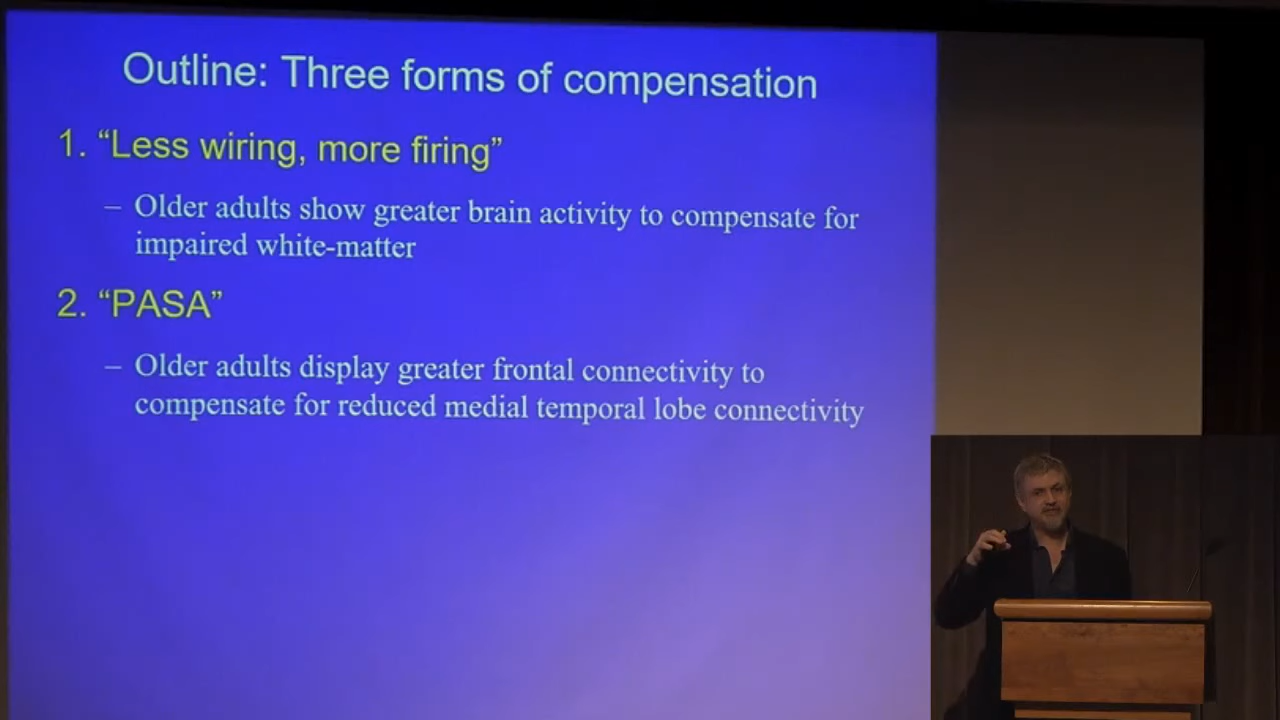 Outline: Three forms of compensation
1. “Less wiring, more firing”
– Older adults show greater brain activity to compensate for
impaired white-matter
2. “PASA”
– Older adults display greater frontal connectivity to
compensate for reduced medial temporal lobe connectivity